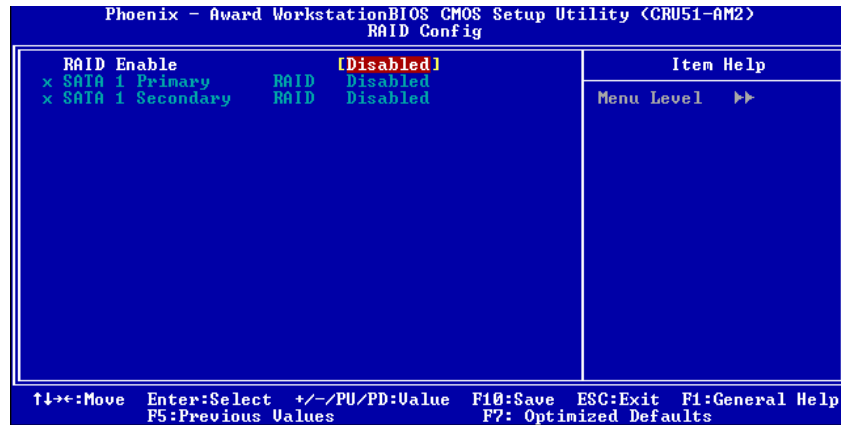 Phoenix - Award WorkstationBIOS CMOS Setup Utility (CRU51-AM2)
RAID Config
RAID Enable [Disabled]
x SATA 1 Primary RAID Disabled
x SATA 1 Secondary RAID Disabled
Item Help
Menu Level ▶▶
↑↓→←:Move Enter:Select +/-/PU/PD:Value F10:Save ESC:Exit F1:General Help
F5:Previous Values F7: Optimized Defaults